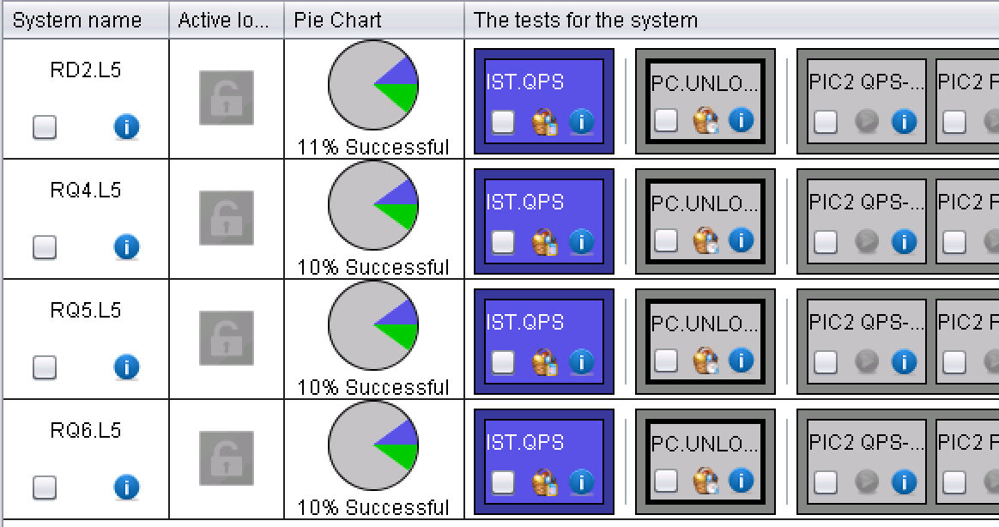 System name Active lo... Pie Chart The tests for the system
RD2.L5
IST.QPS PC.UNLO... PIC2 QPS-... PIC2 F
11% Successful
RQ4.L5
IST.QPS PC.UNLO... PIC2 QPS-... PIC2 F
10% Successful
RQ5.L5
IST.QPS PC.UNLO... PIC2 QPS-... PIC2 F
10% Successful
RQ6.L5
IST.QPS PC.UNLO... PIC2 QPS-... PIC2 F
10% Successful